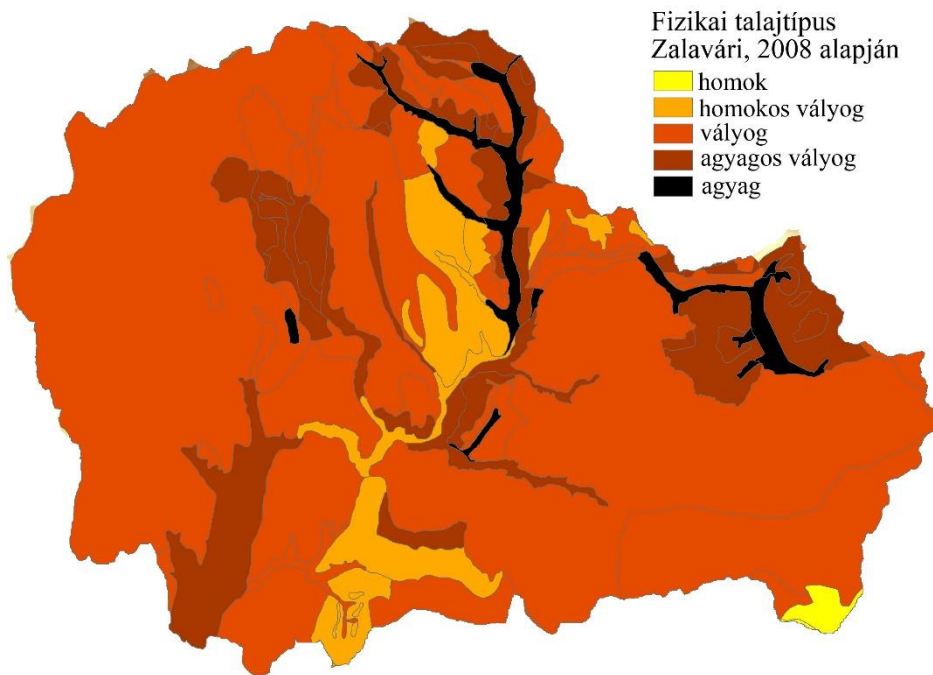 Fizikai talajtípus
Zalavári, 2008 alapján
homok
homokos vályog
vályog
agyagos vályog
agyag